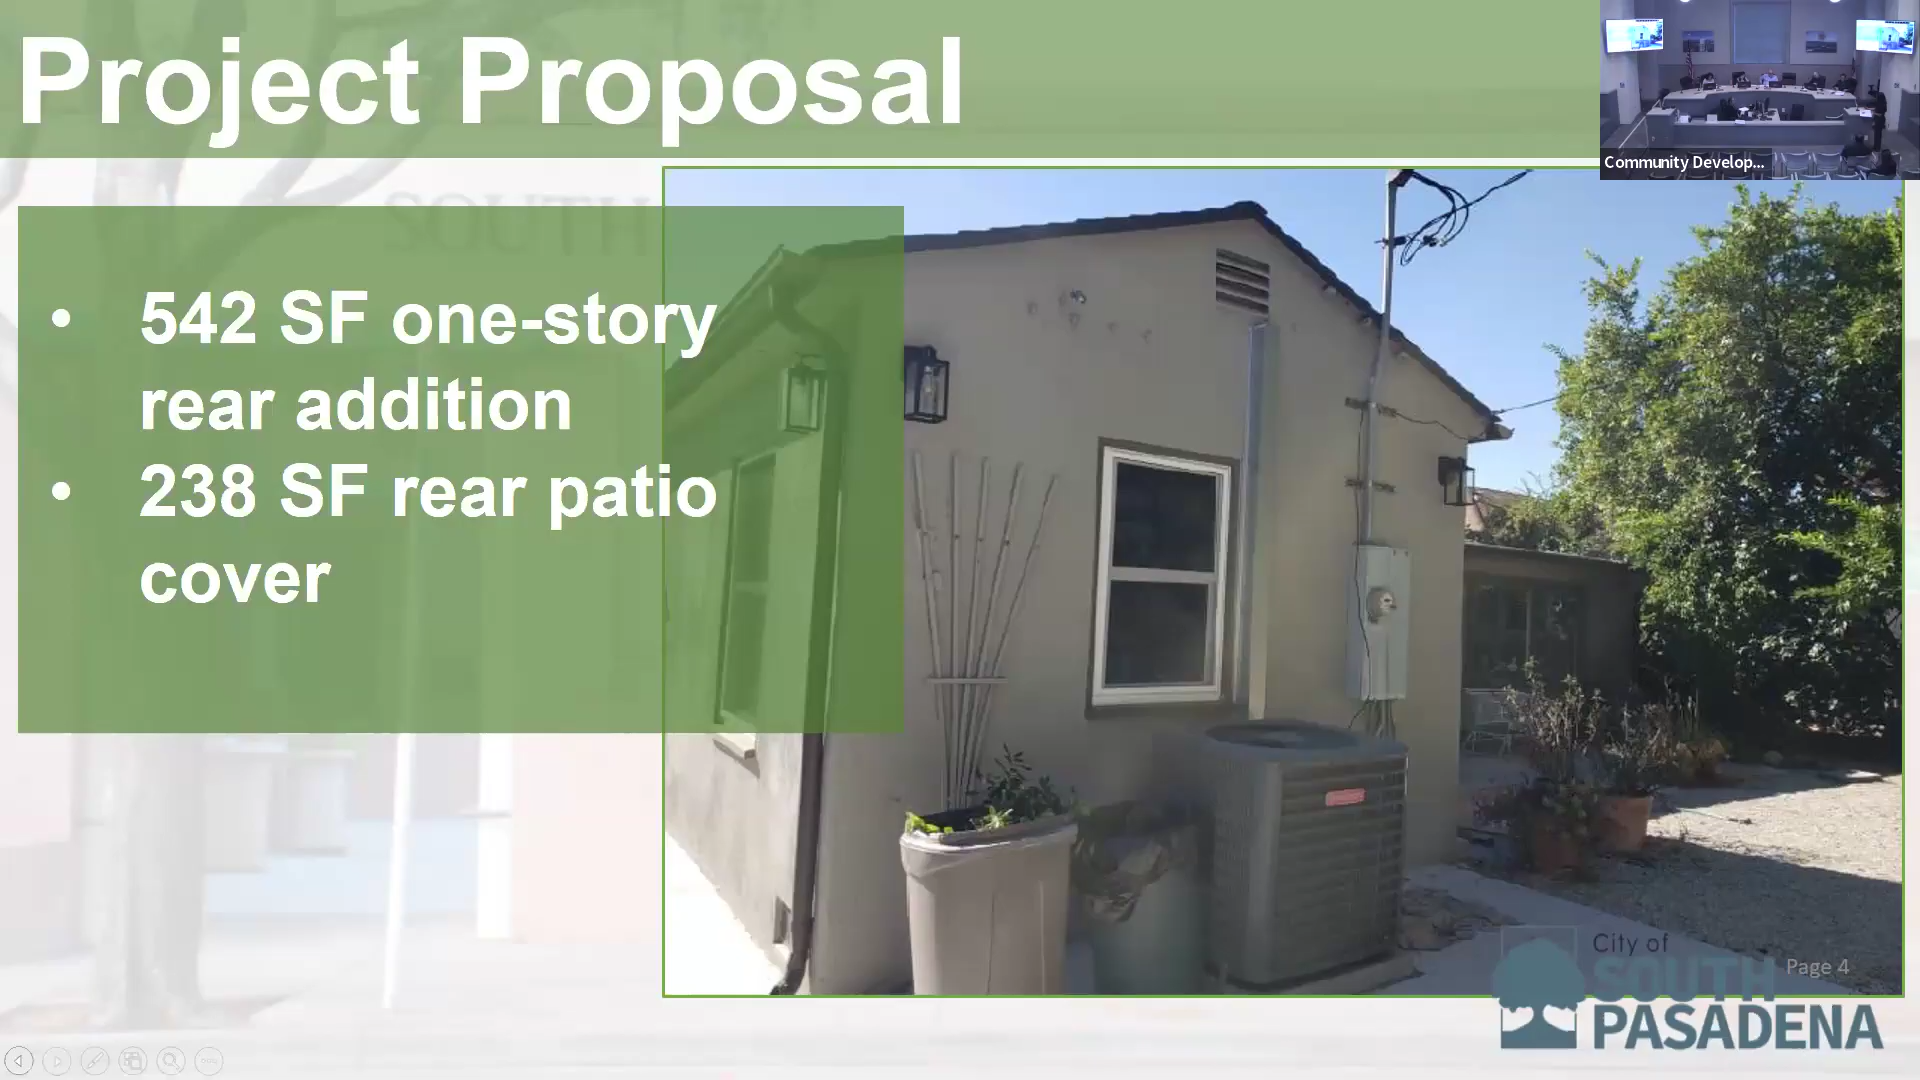 Project Proposal
Community Develop...
SOUTH
• 542 SF one-story
rear addition
• 238 SF rear patio
cover
City of
SOUTH
PASADENA
Page 4